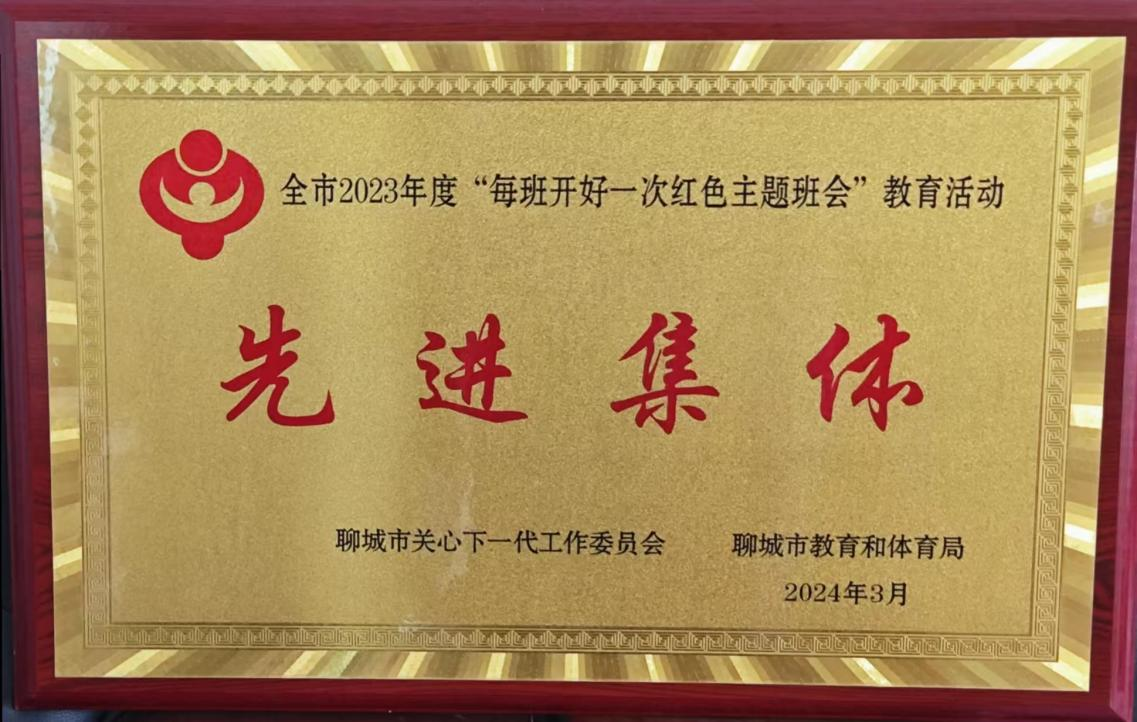 全市2023年度“每班开好一次红色主题班会”教育活动
先进集体
聊城市关心下一代工作委员会 聊城市教育和体育局
2024年3月